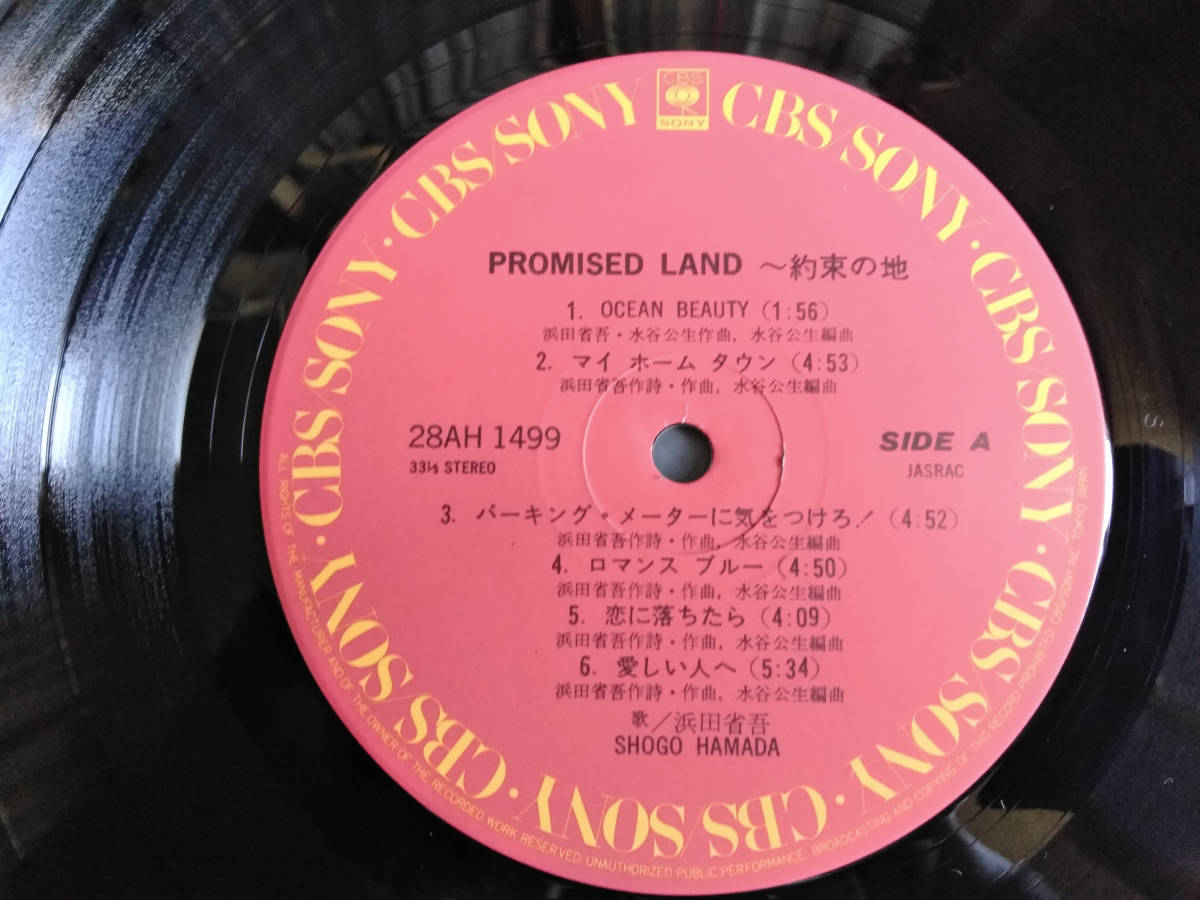 CBS
SONY
CBS/SONY · CBS/SONY · CBS/SONY · CBS/SONY · CBS/SONY · CBS/SONY · CBS/SONY · CBS/SONY
PROMISED LAND ～約束の地
1. OCEAN BEAUTY (1:56)
浜田省吾・水谷公生作曲, 水谷公生編曲
2. マイ ホーム タウン (4:53)
浜田省吾作詩・作曲, 水谷公生編曲
28AH 1499
SIDE A
33⅓ STEREO
JASRAC
3. パーキング・メーターに気をつけろ! (4:52)
浜田省吾作詩・作曲, 水谷公生編曲
4. ロマンス ブルー (4:50)
浜田省吾作詩・作曲, 水谷公生編曲
5. 恋に落ちたら (4:09)
浜田省吾作詩・作曲, 水谷公生編曲
6. 愛しい人へ (5:34)
浜田省吾作詩・作曲, 水谷公生編曲
歌／浜田省吾
SHOGO HAMADA
ALL RIGHTS OF THE MANUFACTURER AND OF THE OWNER OF THE RECORDED WORK RESERVED. UNAUTHORIZED PUBLIC PERFORMANCE. BROADCASTING AND COPYING OF THIS RECORD PROHIBITED CBS/SONY INC. TOKYO JAPAN